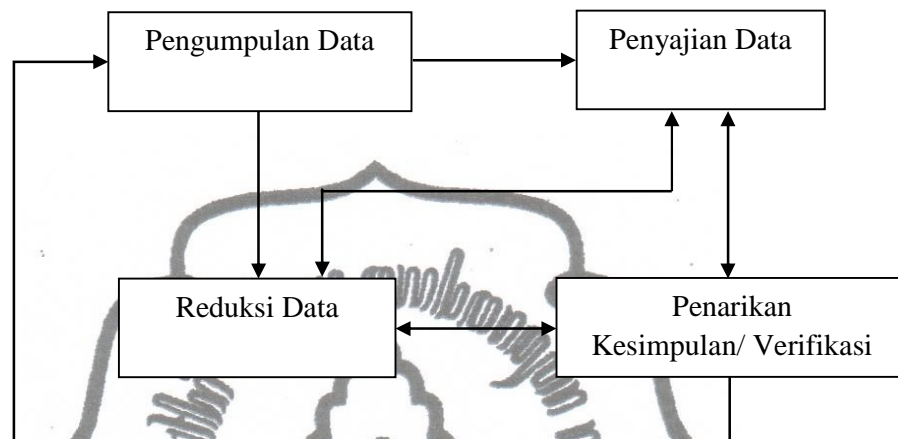 Pengumpulan Data
Penyajian Data
Reduksi Data
Penarikan
Kesimpulan/ Verifikasi